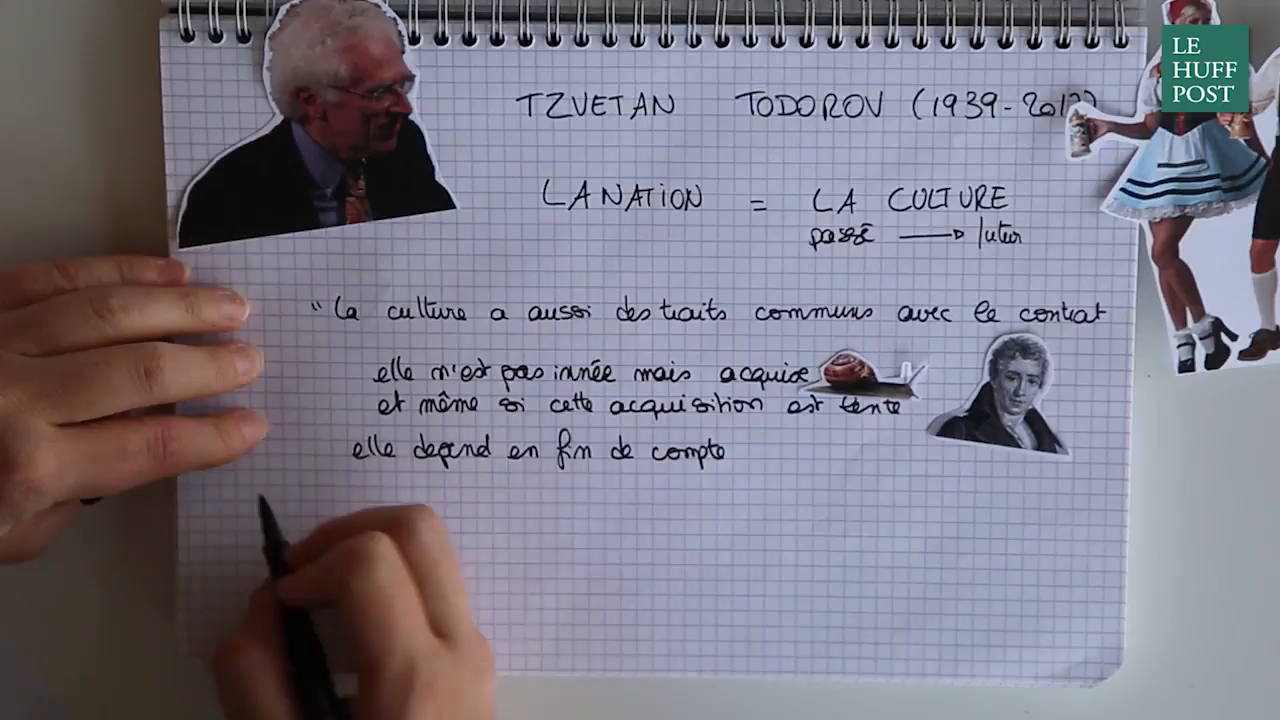 LE
HUFF
POST
TZVETAN TODOROV (1939-2017)
LA NATION = LA CULTURE
passé → futur
" La culture a aussi des traits communs avec le contrat
elle n'est pas innée mais acquise
et même si cette acquisition est lente
elle depend en fin de compte